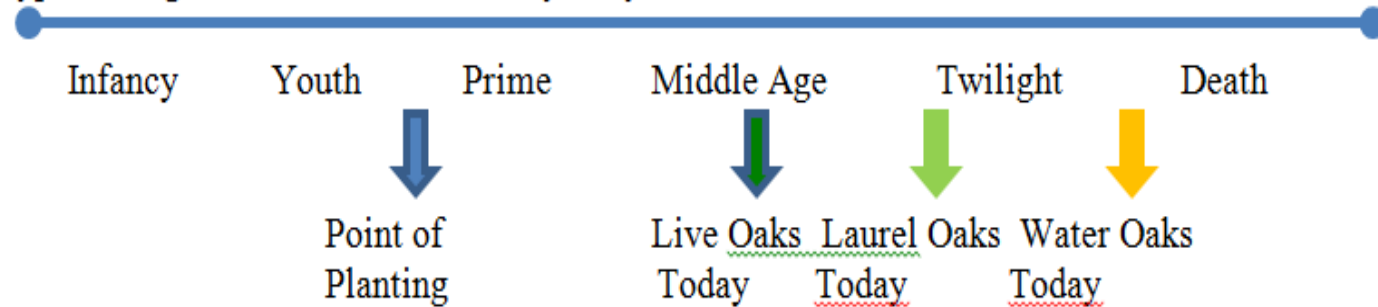 Infancy Youth Prime Middle Age Twilight Death
Point of Live Oaks Laurel Oaks Water Oaks
Planting Today Today Today